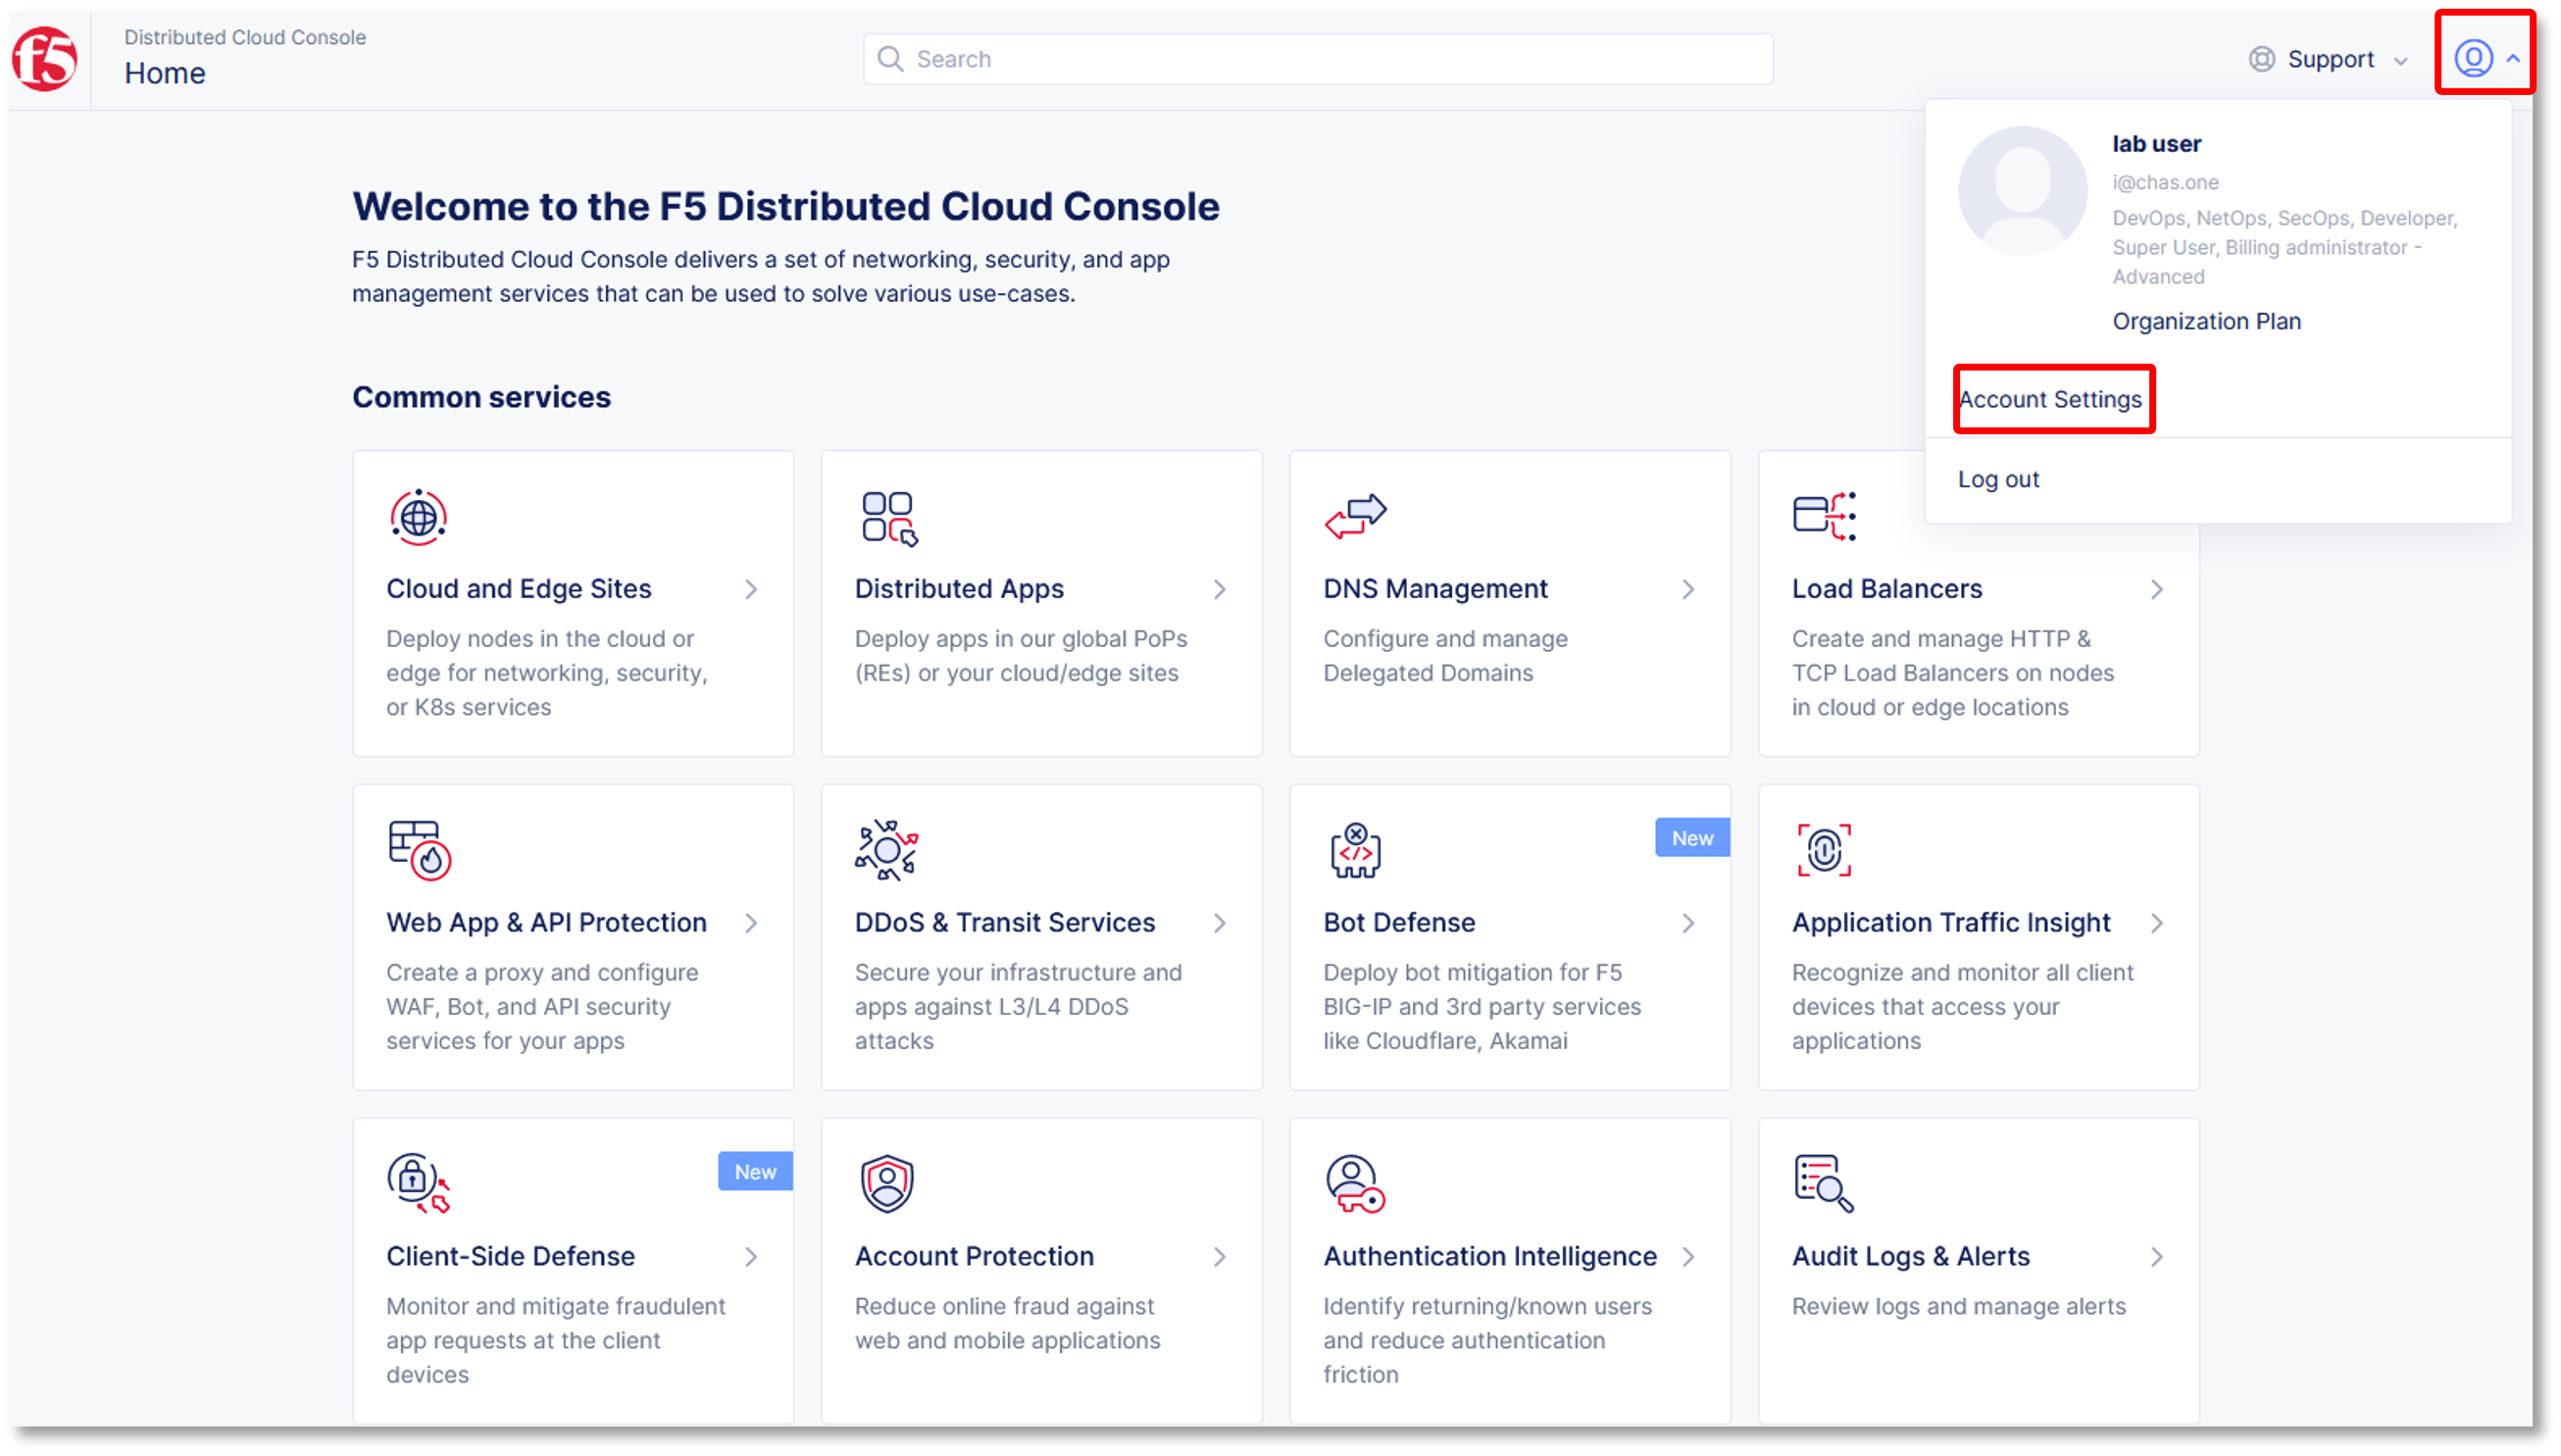 f5
Distributed Cloud Console
Home
Search
Support
lab user
i@chas.one
DevOps, NetOps, SecOps, Developer,
Super User, Billing administrator -
Advanced
Organization Plan
Account Settings
Log out
Welcome to the F5 Distributed Cloud Console
F5 Distributed Cloud Console delivers a set of networking, security, and app
management services that can be used to solve various use-cases.
Common services
Cloud and Edge Sites
Deploy nodes in the cloud or
edge for networking, security,
or K8s services
Distributed Apps
Deploy apps in our global PoPs
(REs) or your cloud/edge sites
DNS Management
Configure and manage
Delegated Domains
Load Balancers
Create and manage HTTP &
TCP Load Balancers on nodes
in cloud or edge locations
Web App & API Protection
Create a proxy and configure
WAF, Bot, and API security
services for your apps
DDoS & Transit Services
Secure your infrastructure and
apps against L3/L4 DDoS
attacks
New
Bot Defense
Deploy bot mitigation for F5
BIG-IP and 3rd party services
like Cloudflare, Akamai
Application Traffic Insight
Recognize and monitor all client
devices that access your
applications
New
Client-Side Defense
Monitor and mitigate fraudulent
app requests at the client
devices
Account Protection
Reduce online fraud against
web and mobile applications
Authentication Intelligence
Identify returning/known users
and reduce authentication
friction
Audit Logs & Alerts
Review logs and manage alerts